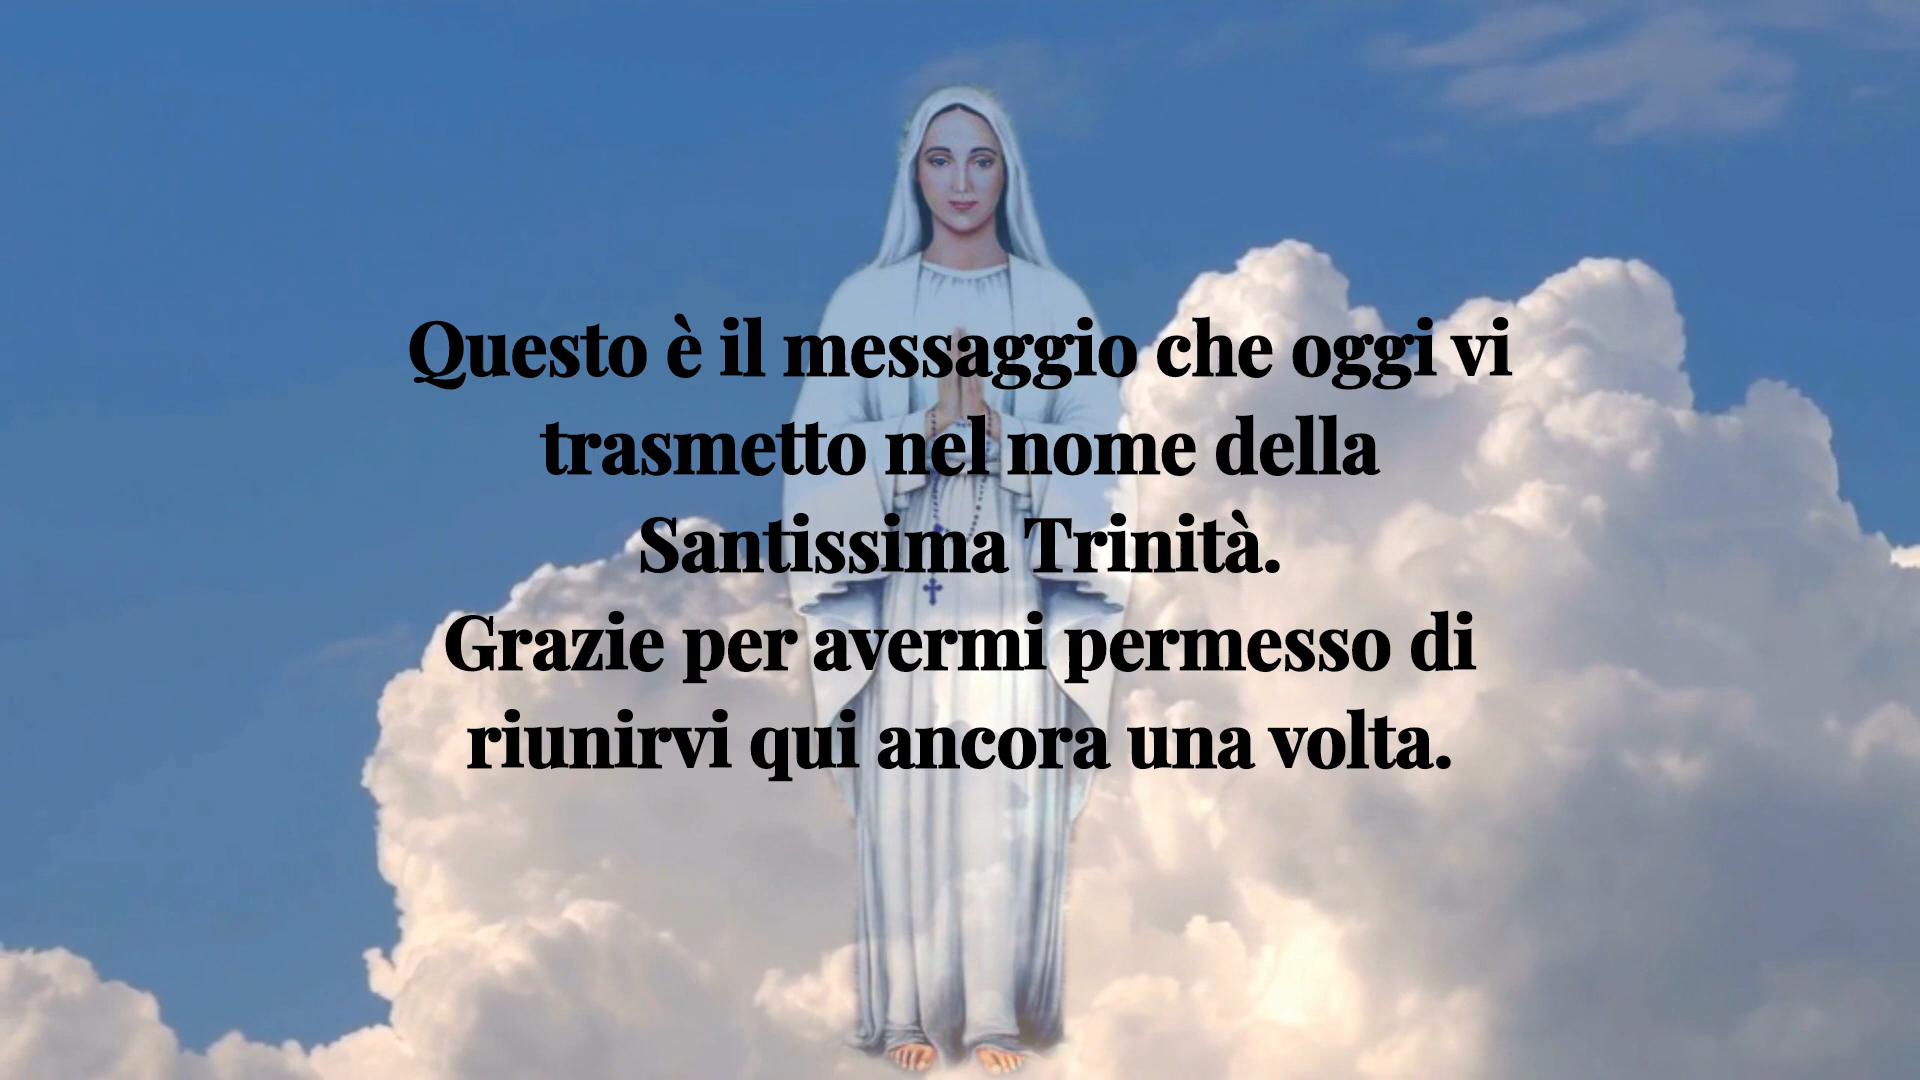 Questo è il messaggio che oggi vi
trasmetto nel nome della
Santissima Trinità.
Grazie per avermi permesso di
riunirvi qui ancora una volta.